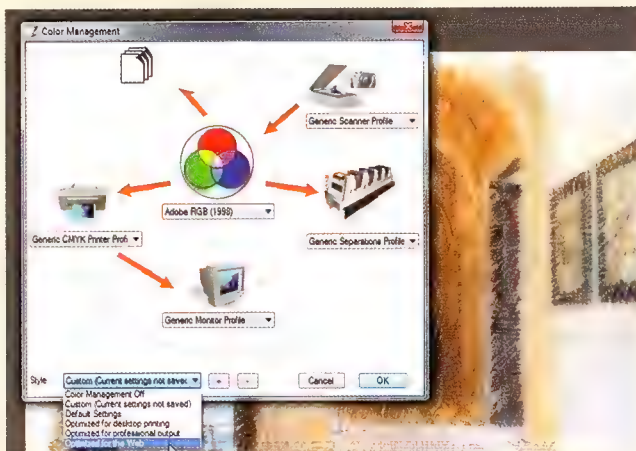 Color Management
Generic Scanner Profile
Adobe RGB (1998)
Generic CMYK Printer Profi
Generic Separations Profile
Generic Monitor Profile
Style
Custom (Current settings not savec
+
-
Cancel
OK
Color Management Off
Custom (Current settings not saved)
Default Settings
Optimized for desktop printing
Optimized for professional output
Optimized for the Web